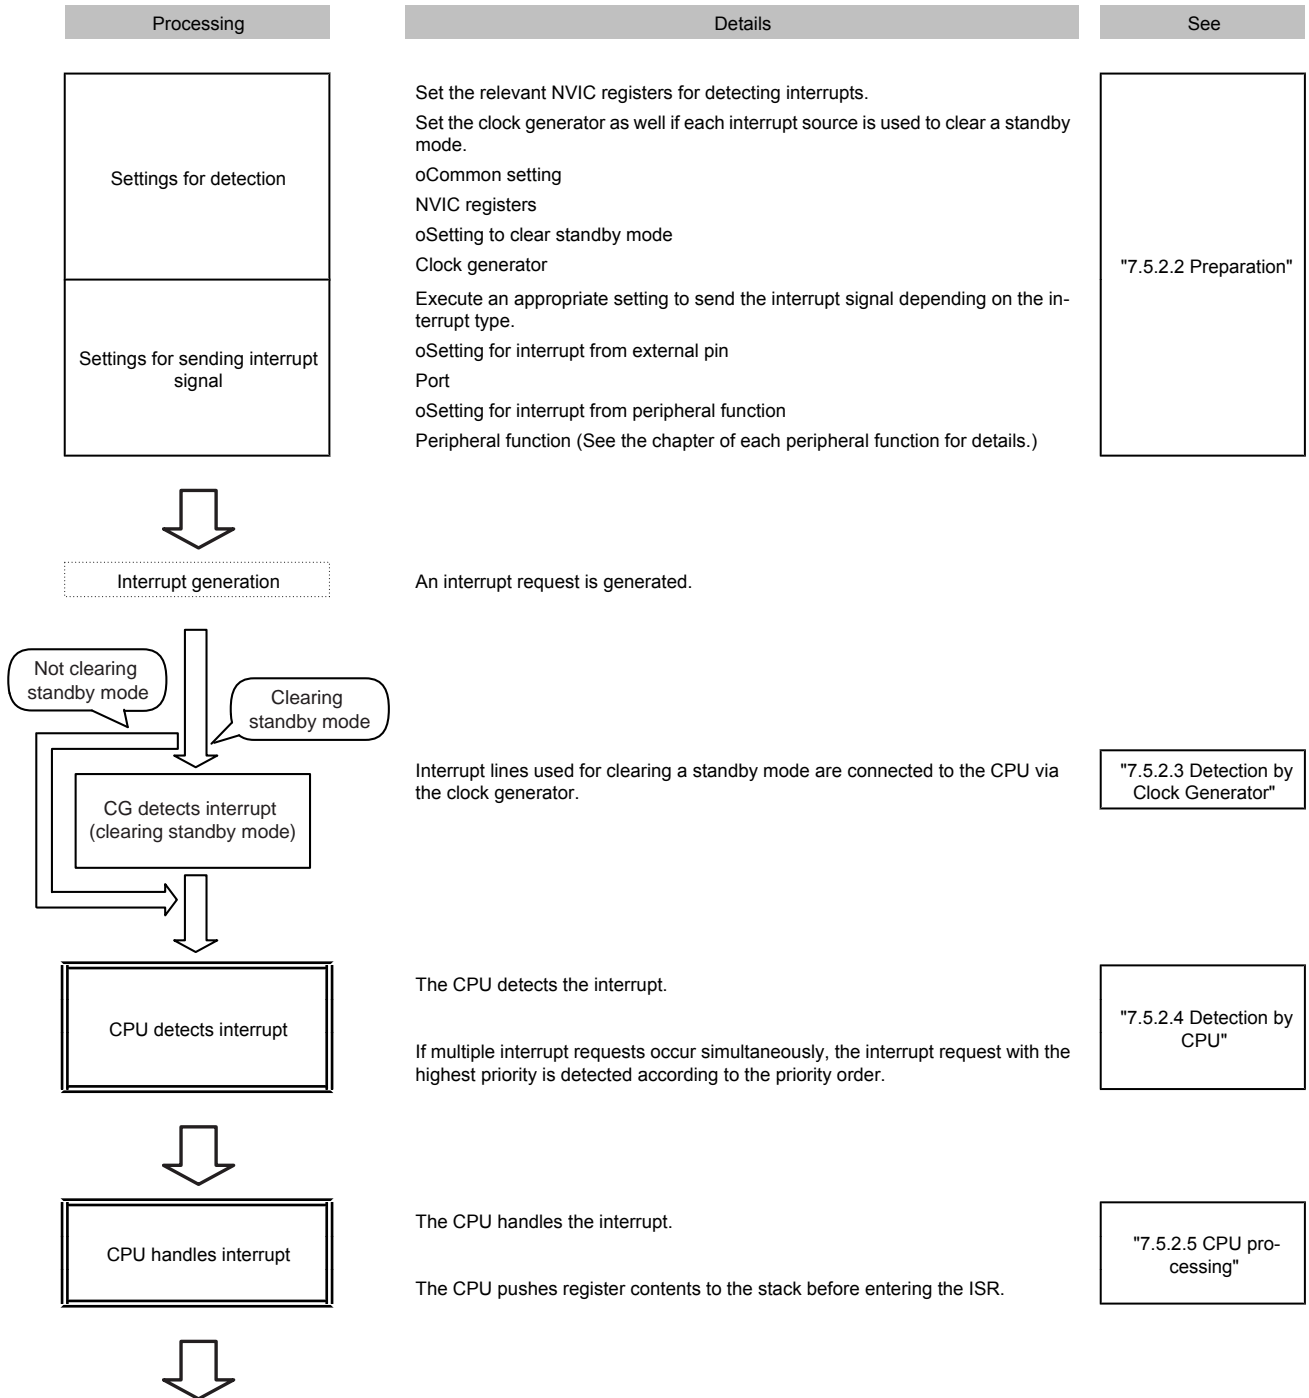 Processing
Details
See
Settings for detection
Set the relevant NVIC registers for detecting interrupts.
Set the clock generator as well if each interrupt source is used to clear a standby
mode.
oCommon setting
NVIC registers
oSetting to clear standby mode
Clock generator
"7.5.2.2 Preparation"
Settings for sending interrupt
signal
Execute an appropriate setting to send the interrupt signal depending on the in-
terrupt type.
oSetting for interrupt from external pin
Port
oSetting for interrupt from peripheral function
Peripheral function (See the chapter of each peripheral function for details.)
Interrupt generation
An interrupt request is generated.
Not clearing
standby mode
Clearing
standby mode
CG detects interrupt
(clearing standby mode)
Interrupt lines used for clearing a standby mode are connected to the CPU via
the clock generator.
"7.5.2.3 Detection by
Clock Generator"
CPU detects interrupt
The CPU detects the interrupt.
If multiple interrupt requests occur simultaneously, the interrupt request with the
highest priority is detected according to the priority order.
"7.5.2.4 Detection by
CPU"
CPU handles interrupt
The CPU handles the interrupt.
The CPU pushes register contents to the stack before entering the ISR.
"7.5.2.5 CPU pro-
cessing"